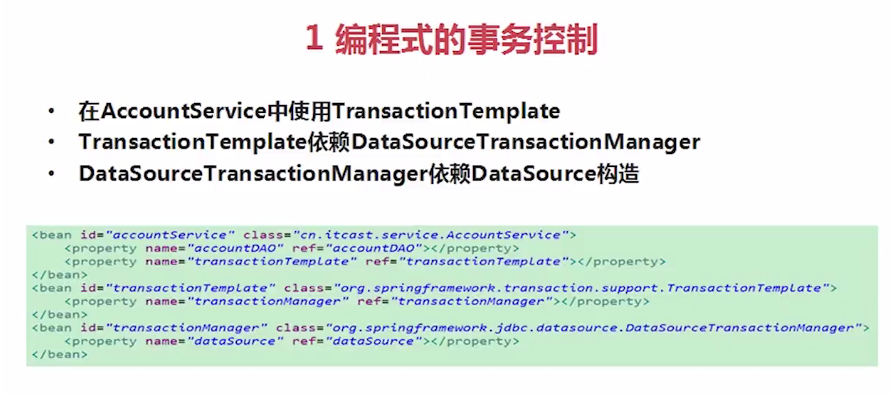 1 编程式的事务控制
• 在AccountService中使用TransactionTemplate
• TransactionTemplate依赖DataSourceTransactionManager
• DataSourceTransactionManager依赖DataSource构造
<bean id="accountService" class="cn.itcast.service.AccountService">
<property name="accountDAO" ref="accountDAO"></property>
<property name="transactionTemplate" ref="transactionTemplate"></property>
</bean>
<bean id="transactionTemplate" class="org.springframework.transaction.support.TransactionTemplate">
<property name="transactionManager" ref="transactionManager"></property>
</bean>
<bean id="transactionManager" class="org.springframework.jdbc.datasource.DataSourceTransactionManager">
<property name="dataSource" ref="dataSource"></property>
</bean>